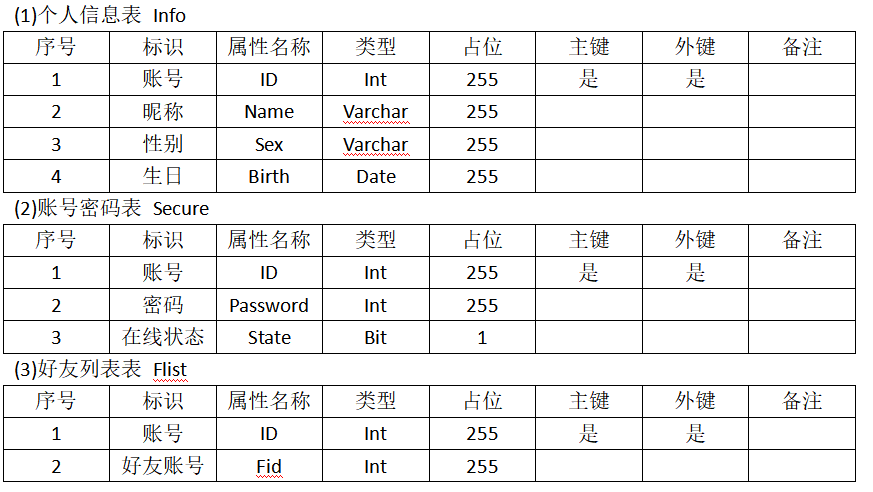 (1)个人信息表 Info
序号 标识 属性名称 类型 占位 主键 外键 备注
1 账号 ID Int 255 是 是
2 昵称 Name Varchar 255
3 性别 Sex Varchar 255
4 生日 Birth Date 255
(2)账号密码表 Secure
序号 标识 属性名称 类型 占位 主键 外键 备注
1 账号 ID Int 255 是 是
2 密码 Password Int 255
3 在线状态 State Bit 1
(3)好友列表表 Flist
序号 标识 属性名称 类型 占位 主键 外键 备注
1 账号 ID Int 255 是 是
2 好友账号 Fid Int 255